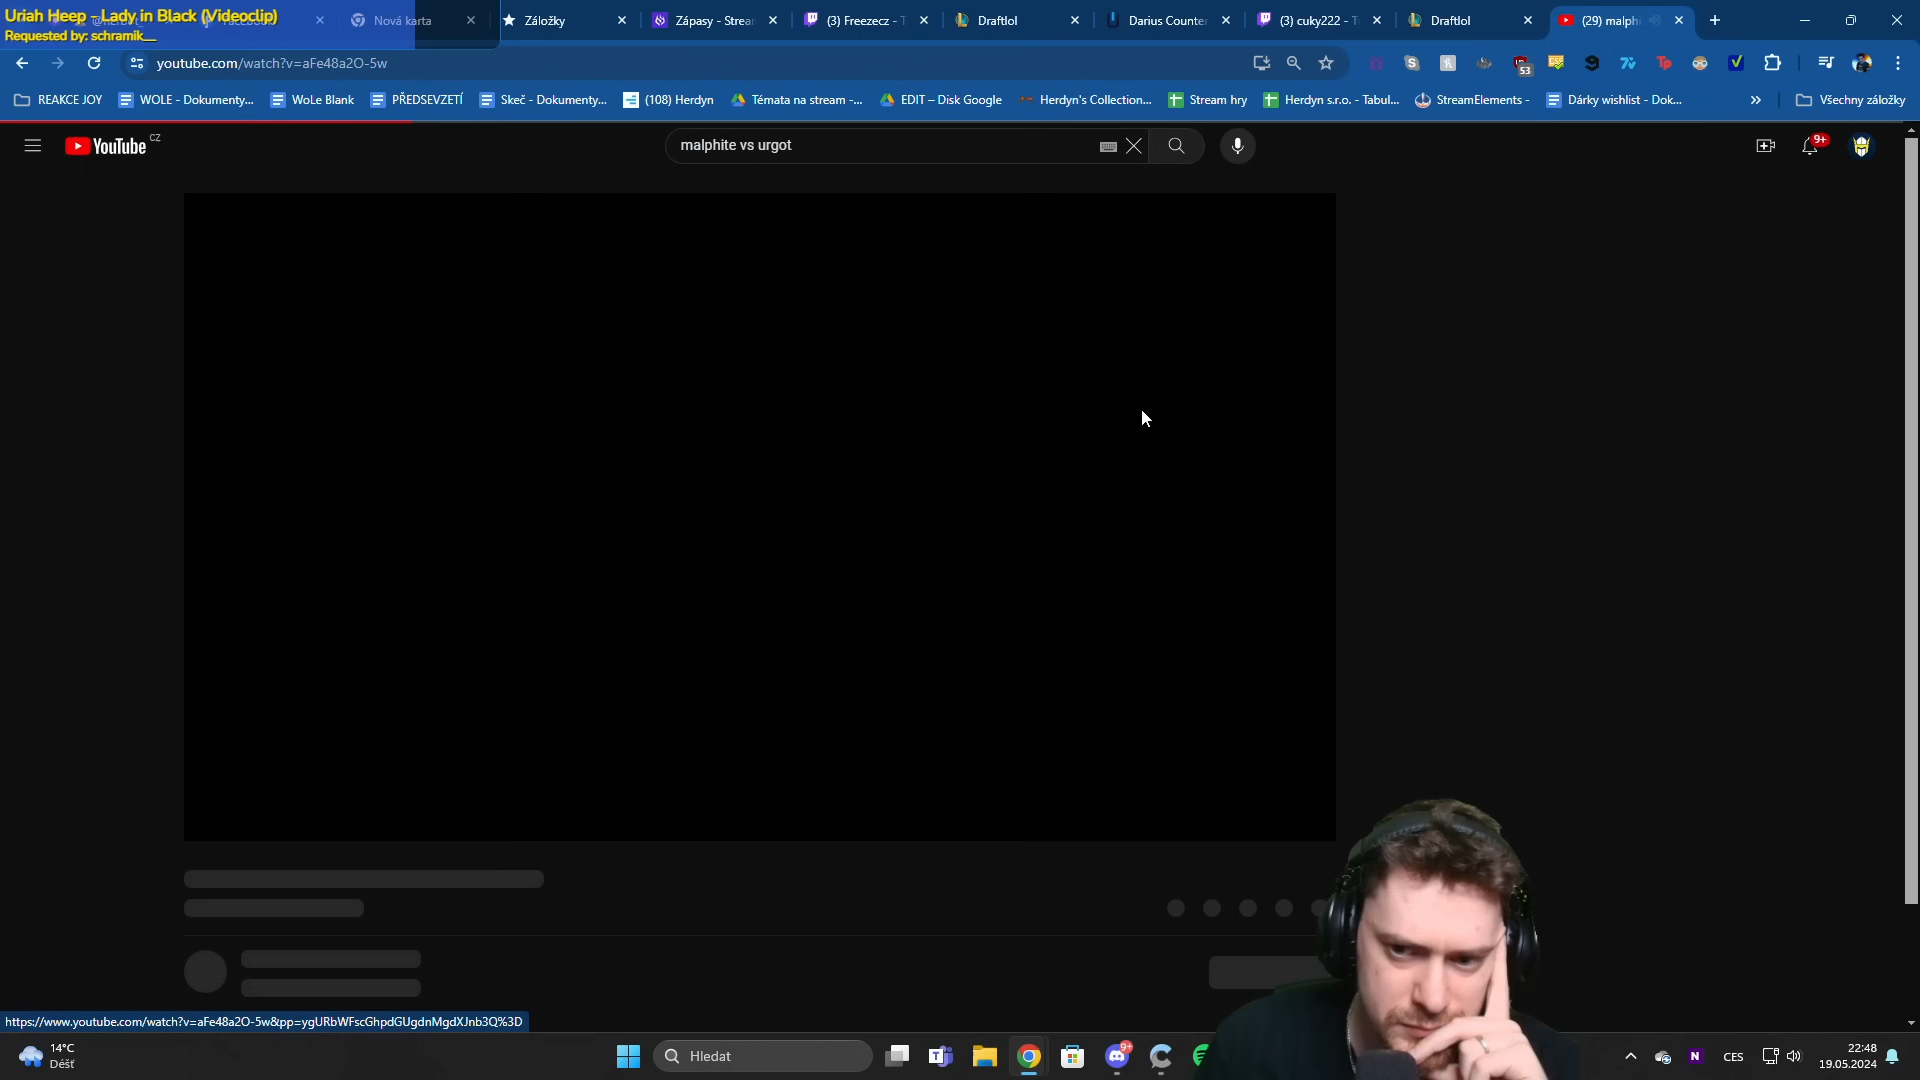 Uriah Heep - Lady in Black (Videoclip)
Requested by: schramik__
Nová karta
Záložky
Zápasy - Strea
(3) Freezecz - T
Draftlol
Darius Counter
(3) cuky222 - T
Draftlol
(29) malphi
youtube.com/watch?v=aFe48a2O-5w
53
REAKCE JOY
WOLE - Dokumenty...
WoLe Blank
PŘEDSEVZETÍ
Skeč - Dokumenty...
(108) Herdyn
Témata na stream -...
EDIT – Disk Google
Herdyn's Collection...
Stream hry
Herdyn s.r.o. - Tabul...
StreamElements -
Dárky wishlist - Dok...
Všechny záložky
YouTube CZ
malphite vs urgot
9+
https://www.youtube.com/watch?v=aFe48a2O-5w&pp=ygURbWFscGhpdGUgdnMgdXJnb3Q%3D
14°C
Déšť
Hledat
9+
CES
22:48
19.05.2024